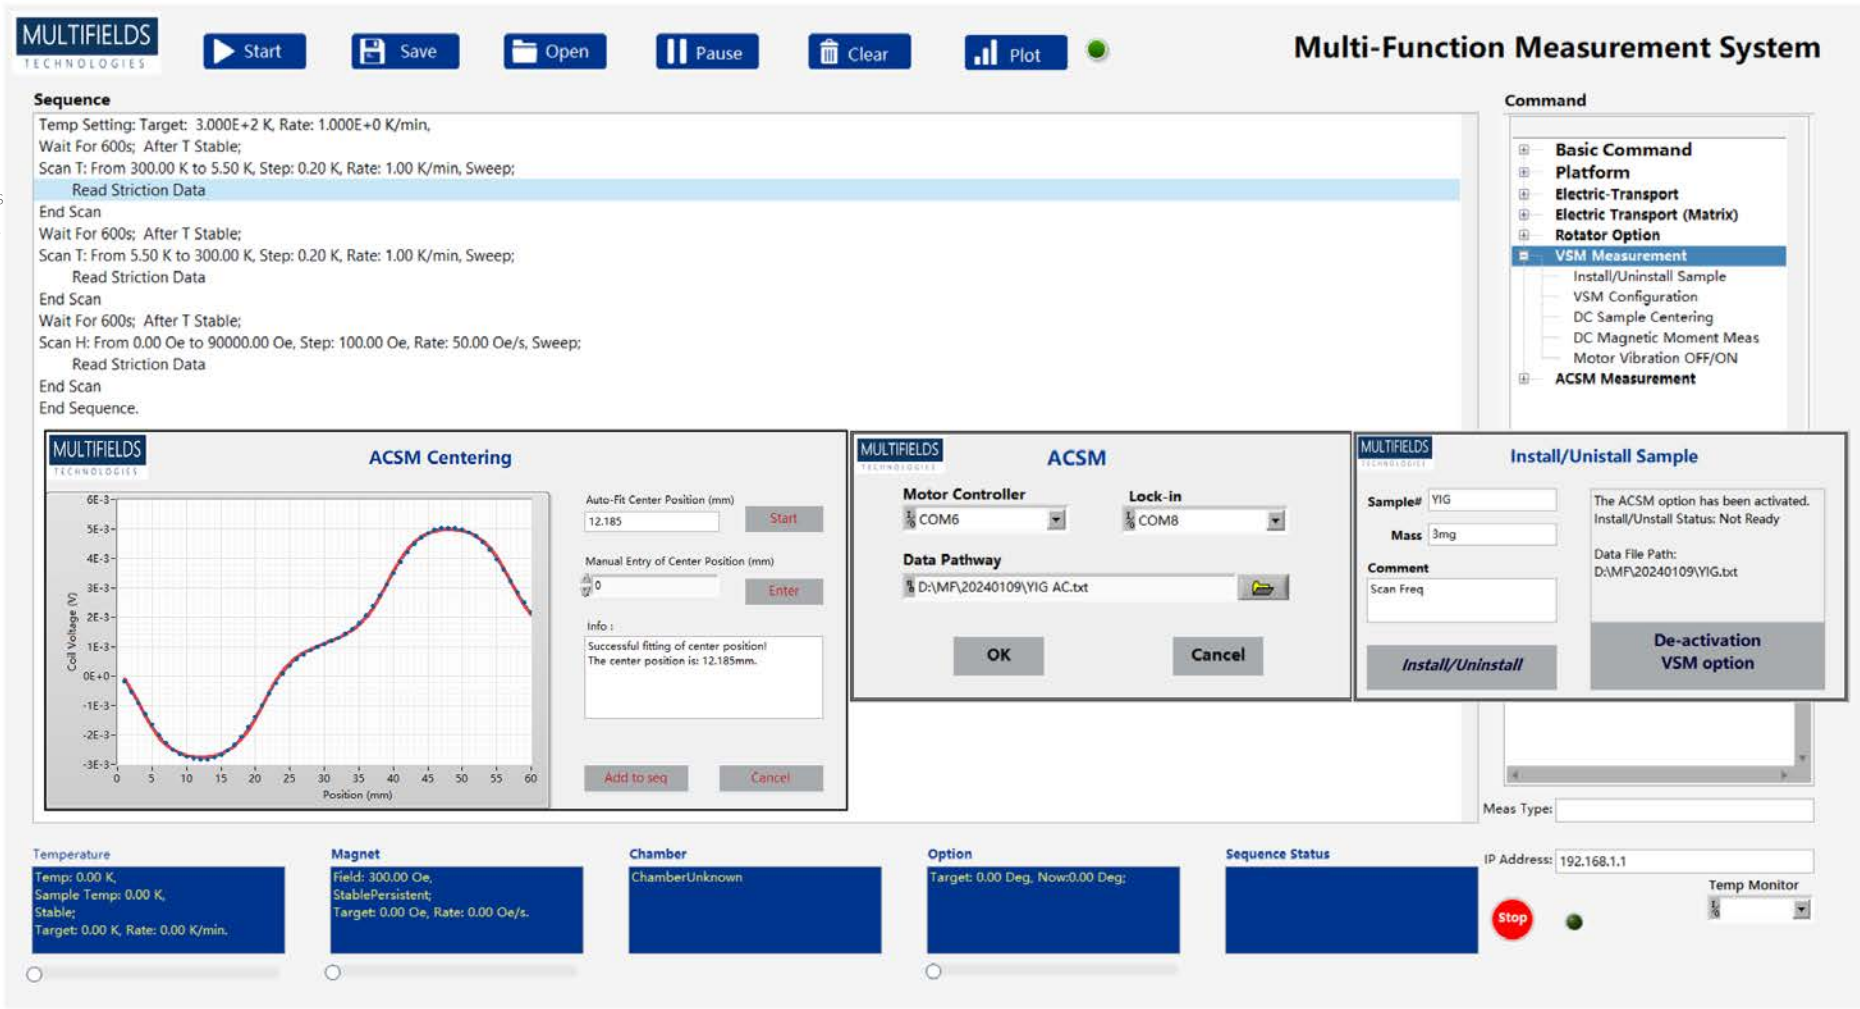 MULTIFIELDS
TECHNOLOGIES
Start
Save
Open
Pause
Clear
Plot
Multi-Function Measurement System
Sequence
Temp Setting: Target: 3.000E+2 K, Rate: 1.000E+0 K/min,
Wait For 600s; After T Stable;
Scan T: From 300.00 K to 5.50 K, Step: 0.20 K, Rate: 1.00 K/min, Sweep;
Read Striction Data
End Scan
Wait For 600s; After T Stable;
Scan T: From 5.50 K to 300.00 K, Step: 0.20 K, Rate: 1.00 K/min, Sweep;
Read Striction Data
End Scan
Wait For 600s; After T Stable;
Scan H: From 0.00 Oe to 90000.00 Oe, Step: 100.00 Oe, Rate: 50.00 Oe/s, Sweep;
Read Striction Data
End Scan
End Sequence.
Command
Basic Command
Platform
Electric-Transport
Electric Transport (Matrix)
Rotator Option
VSM Measurement
Install/Uninstall Sample
VSM Configuration
DC Sample Centering
DC Magnetic Moment Meas
Motor Vibration OFF/ON
ACSM Measurement
MULTIFIELDS
TECHNOLOGIES
ACSM Centering
6E-3
5E-3
4E-3
3E-3
2E-3
1E-3
0E+0
-1E-3
-2E-3
-3E-3
Coil Voltage (V)
0 5 10 15 20 25 30 35 40 45 50 55 60
Position (mm)
Auto-Fit Center Position (mm)
12.185
Start
Manual Entry of Center Position (mm)
0
Enter
Info :
Successful fitting of center position!
The center position is: 12.185mm.
Add to seq
Cancel
MULTIFIELDS
TECHNOLOGIES
ACSM
Motor Controller
COM6
Lock-in
COM8
Data Pathway
D:\MF\20240109\YIG AC.txt
OK
Cancel
MULTIFIELDS
TECHNOLOGIES
Install/Unistall Sample
Sample# YIG
Mass 3mg
Comment
Scan Freq
Install/Uninstall
The ACSM option has been activated.
Install/Unstall Status: Not Ready
Data File Path:
D:\MF\20240109\YIG.txt
De-activation
VSM option
Meas Type:
IP Address: 192.168.1.1
Temp Monitor
Stop
Temperature
Temp: 0.00 K,
Sample Temp: 0.00 K,
Stable;
Target: 0.00 K, Rate: 0.00 K/min.
Magnet
Field: 300.00 Oe,
StablePersistent;
Target: 0.00 Oe, Rate: 0.00 Oe/s.
Chamber
ChamberUnknown
Option
Target: 0.00 Deg, Now:0.00 Deg;
Sequence Status